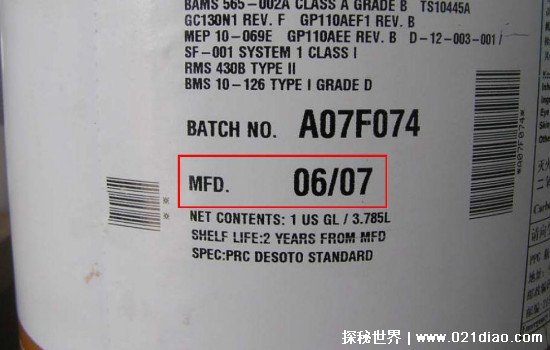 BAMS 565-002A CLASS A GRADE B TS10445A
GC130N1 REV. F GP110AEF1 REV. B
MEP 10-069E GP110AEE REV. B D-12-003-001/
SF-001 SYSTEM 1 CLASS I
RMS 430B TYPE II
BMS 10-126 TYPE I GRADE D
BATCH NO. A07F074
MFD. 06/07
NET CONTENTS: 1 US GL / 3.785L
SHELF LIFE:2 YEARS FROM MFD
SPEC:PRC DESOTO STANDARD
*A07F074*
探秘世界 www.021diao.com